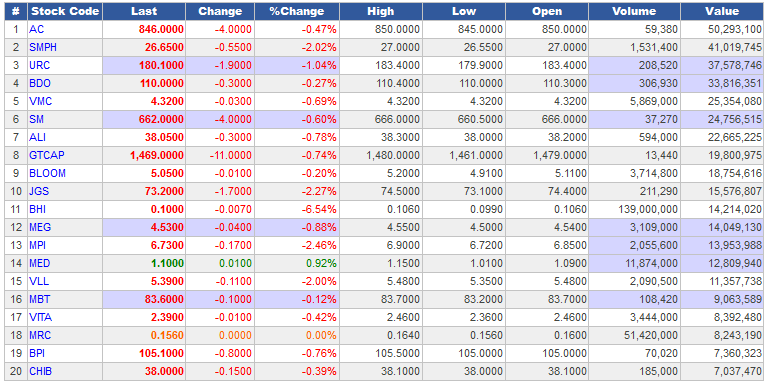 # Stock Code Last Change %Change High Low Open Volume Value
1 AC 846.0000 -4.0000 -0.47% 850.0000 845.0000 850.0000 59,380 50,293,100
2 SMPH 26.6500 -0.5500 -2.02% 27.0000 26.5500 27.0000 1,531,400 41,019,745
3 URC 180.1000 -1.9000 -1.04% 183.4000 179.9000 183.4000 208,520 37,578,746
4 BDO 110.0000 -0.3000 -0.27% 110.4000 110.0000 110.3000 306,930 33,816,351
5 VMC 4.3200 -0.0300 -0.69% 4.3200 4.3200 4.3200 5,869,000 25,354,080
6 SM 662.0000 -4.0000 -0.60% 666.0000 660.5000 666.0000 37,270 24,756,515
7 ALI 38.0500 -0.3000 -0.78% 38.3000 38.0000 38.2000 594,000 22,665,225
8 GTCAP 1,469.0000 -11.0000 -0.74% 1,480.0000 1,461.0000 1,479.0000 13,440 19,800,975
9 BLOOM 5.0500 -0.0100 -0.20% 5.2000 4.9100 5.1100 3,714,800 18,754,616
10 JGS 73.2000 -1.7000 -2.27% 74.5000 73.1000 74.4000 211,290 15,576,807
11 BHI 0.1000 -0.0070 -6.54% 0.1060 0.0990 0.1060 139,000,000 14,214,020
12 MEG 4.5300 -0.0400 -0.88% 4.5500 4.5000 4.5400 3,109,000 14,049,130
13 MPI 6.7300 -0.1700 -2.46% 6.9000 6.7200 6.8500 2,055,600 13,953,988
14 MED 1.1000 0.0100 0.92% 1.1500 1.0100 1.0900 11,874,000 12,809,940
15 VLL 5.3900 -0.1100 -2.00% 5.4800 5.3500 5.4800 2,090,500 11,357,738
16 MBT 83.6000 -0.1000 -0.12% 83.7000 83.2000 83.7000 108,420 9,063,589
17 VITA 2.3900 -0.0100 -0.42% 2.4600 2.3600 2.4600 3,444,000 8,392,480
18 MRC 0.1560 0.0000 0.00% 0.1640 0.1560 0.1600 51,420,000 8,243,190
19 BPI 105.1000 -0.8000 -0.76% 105.5000 105.0000 105.5000 70,020 7,360,323
20 CHIB 38.0000 -0.1500 -0.39% 38.1000 38.0000 38.1000 185,000 7,037,470